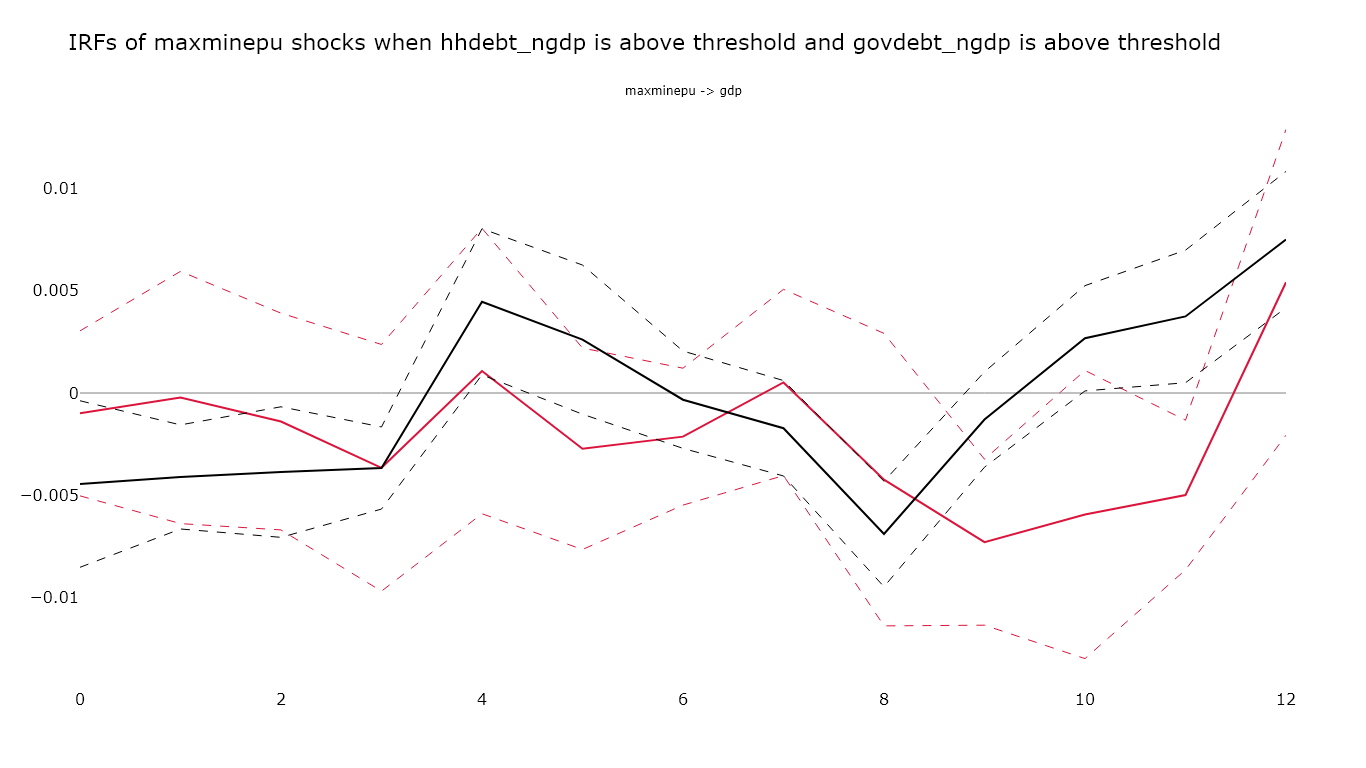 IRFs of maxminepu shocks when hhdebt_ngdp is above threshold and govdebt_ngdp is above threshold
maxminepu -> gdp
0.01
0.005
0
−0.005
−0.01
0 2 4 6 8 10 12